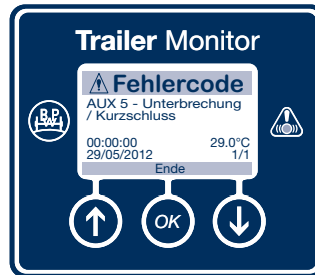 Trailer Monitor
Fehlercode
AUX 5 - Unterbrechung
/ Kurzschluss
00:00:00 29.0°C
29/05/2012 1/1
Ende
BPW
OK